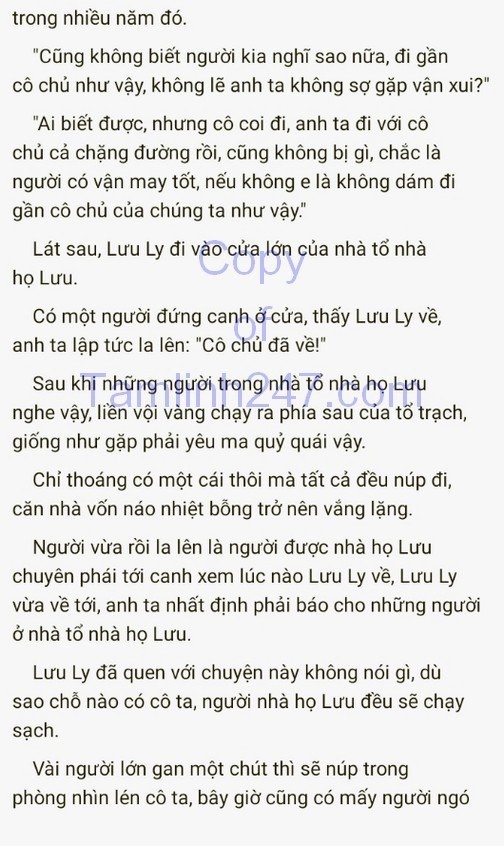 trong nhiều năm đó.
"Cũng không biết người kia nghĩ sao nữa, đi gần
cô chủ như vậy, không lẽ anh ta không sợ gặp vận xui?"
"Ai biết được, nhưng cô coi đi, anh ta đi với cô
chủ cả chặng đường rồi, cũng không bị gì, chắc là
người có vận may tốt, nếu không e là không dám đi
gần cô chủ của chúng ta như vậy."
Lát sau, Lưu Ly đi vào cửa lớn của nhà tổ nhà
họ Lưu.
Có một người đứng canh ở cửa, thấy Lưu Ly về,
anh ta lập tức la lên: "Cô chủ đã về!"
Sau khi những người trong nhà tổ nhà họ Lưu
nghe vậy, liền vội vàng chạy ra phía sau của tổ trạch,
giống như gặp phải yêu ma quỷ quái vậy.
Chỉ thoáng có một cái thôi mà tất cả đều núp đi,
căn nhà vốn náo nhiệt bỗng trở nên vắng lặng.
Người vừa rồi la lên là người được nhà họ Lưu
chuyên phái tới canh xem lúc nào Lưu Ly về, Lưu Ly
vừa về tới, anh ta nhất định phải báo cho những người
ở nhà tổ nhà họ Lưu.
Lưu Ly đã quen với chuyện này không nói gì, dù
sao chỗ nào có cô ta, người nhà họ Lưu đều sẽ chạy
sạch.
Vài người lớn gan một chút thì sẽ núp trong
phòng nhìn lén cô ta, bây giờ cũng có mấy người ngó
Copy
of
Tamlinh247.com